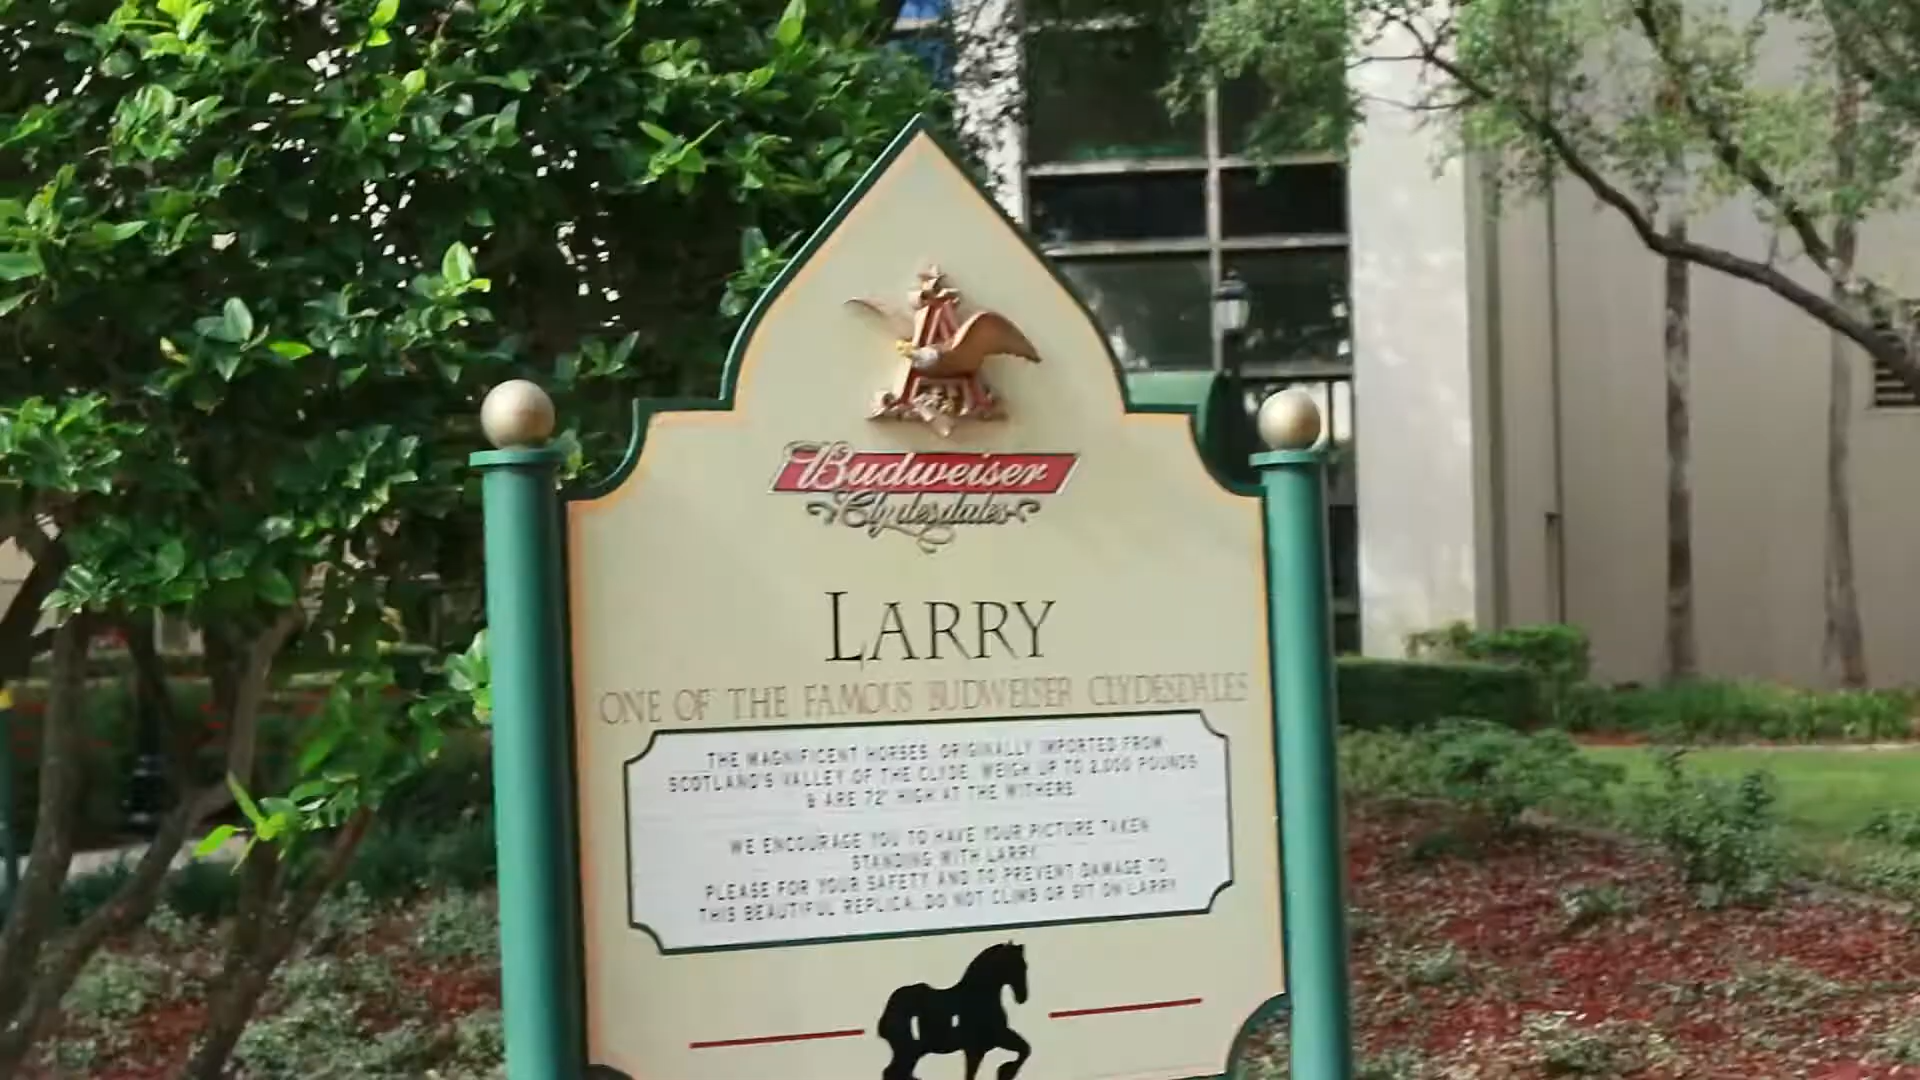 Budweiser
Clydesdales
LARRY
ONE OF THE FAMOUS BUDWEISER CLYDESDALES
THE MAGNIFICENT HORSES, ORIGINALLY IMPORTED FROM
SCOTLAND'S VALLEY OF THE CLYDE, WEIGH UP TO 2,000 POUNDS
& ARE 72" HIGH AT THE WITHERS.
WE ENCOURAGE YOU TO HAVE YOUR PICTURE TAKEN
STANDING WITH LARRY.
PLEASE FOR YOUR SAFETY AND TO PREVENT DAMAGE TO
THIS BEAUTIFUL REPLICA, DO NOT CLIMB OR SIT ON LARRY